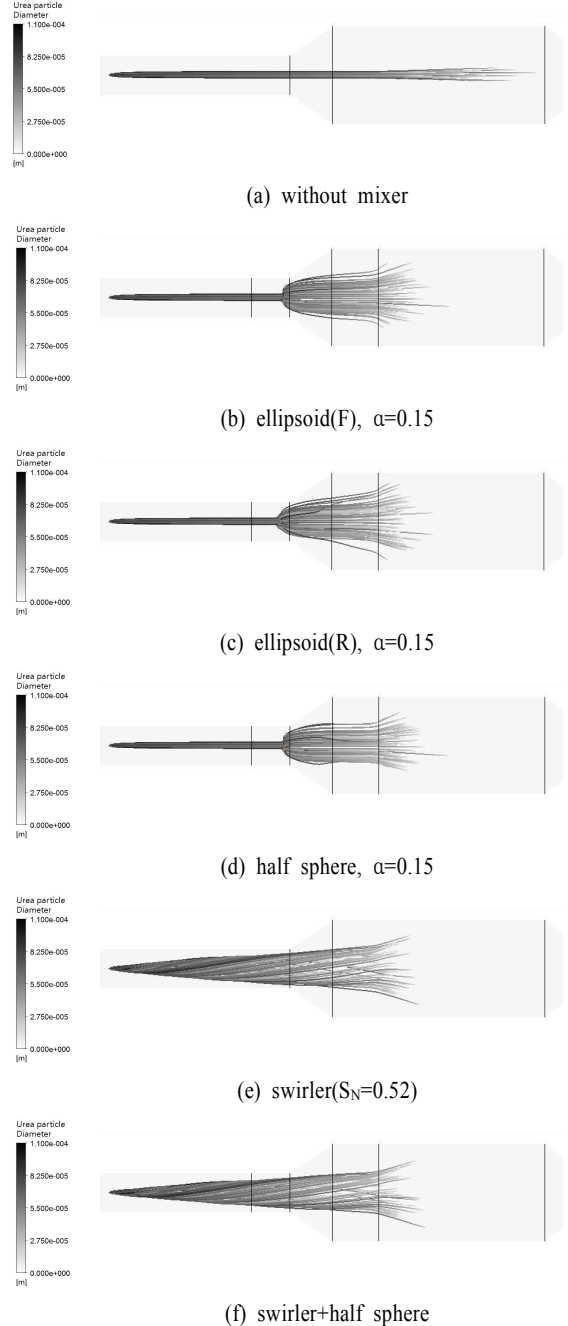 Urea particle
Diameter
1.100e-004
8.250e-005
5.500e-005
2.750e-005
0.000e+000
[m]
(a) without mixer
Urea particle
Diameter
1.100e-004
8.250e-005
5.500e-005
2.750e-005
0.000e+000
[m]
(b) ellipsoid(F), α=0.15
Urea particle
Diameter
1.100e-004
8.250e-005
5.500e-005
2.750e-005
0.000e+000
[m]
(c) ellipsoid(R), α=0.15
Urea particle
Diameter
1.100e-004
8.250e-005
5.500e-005
2.750e-005
0.000e+000
[m]
(d) half sphere, α=0.15
Urea particle
Diameter
1.100e-004
8.250e-005
5.500e-005
2.750e-005
0.000e+000
[m]
(e) swirler(S_N=0.52)
Urea particle
Diameter
1.100e-004
8.250e-005
5.500e-005
2.750e-005
0.000e+000
[m]
(f) swirler+half sphere